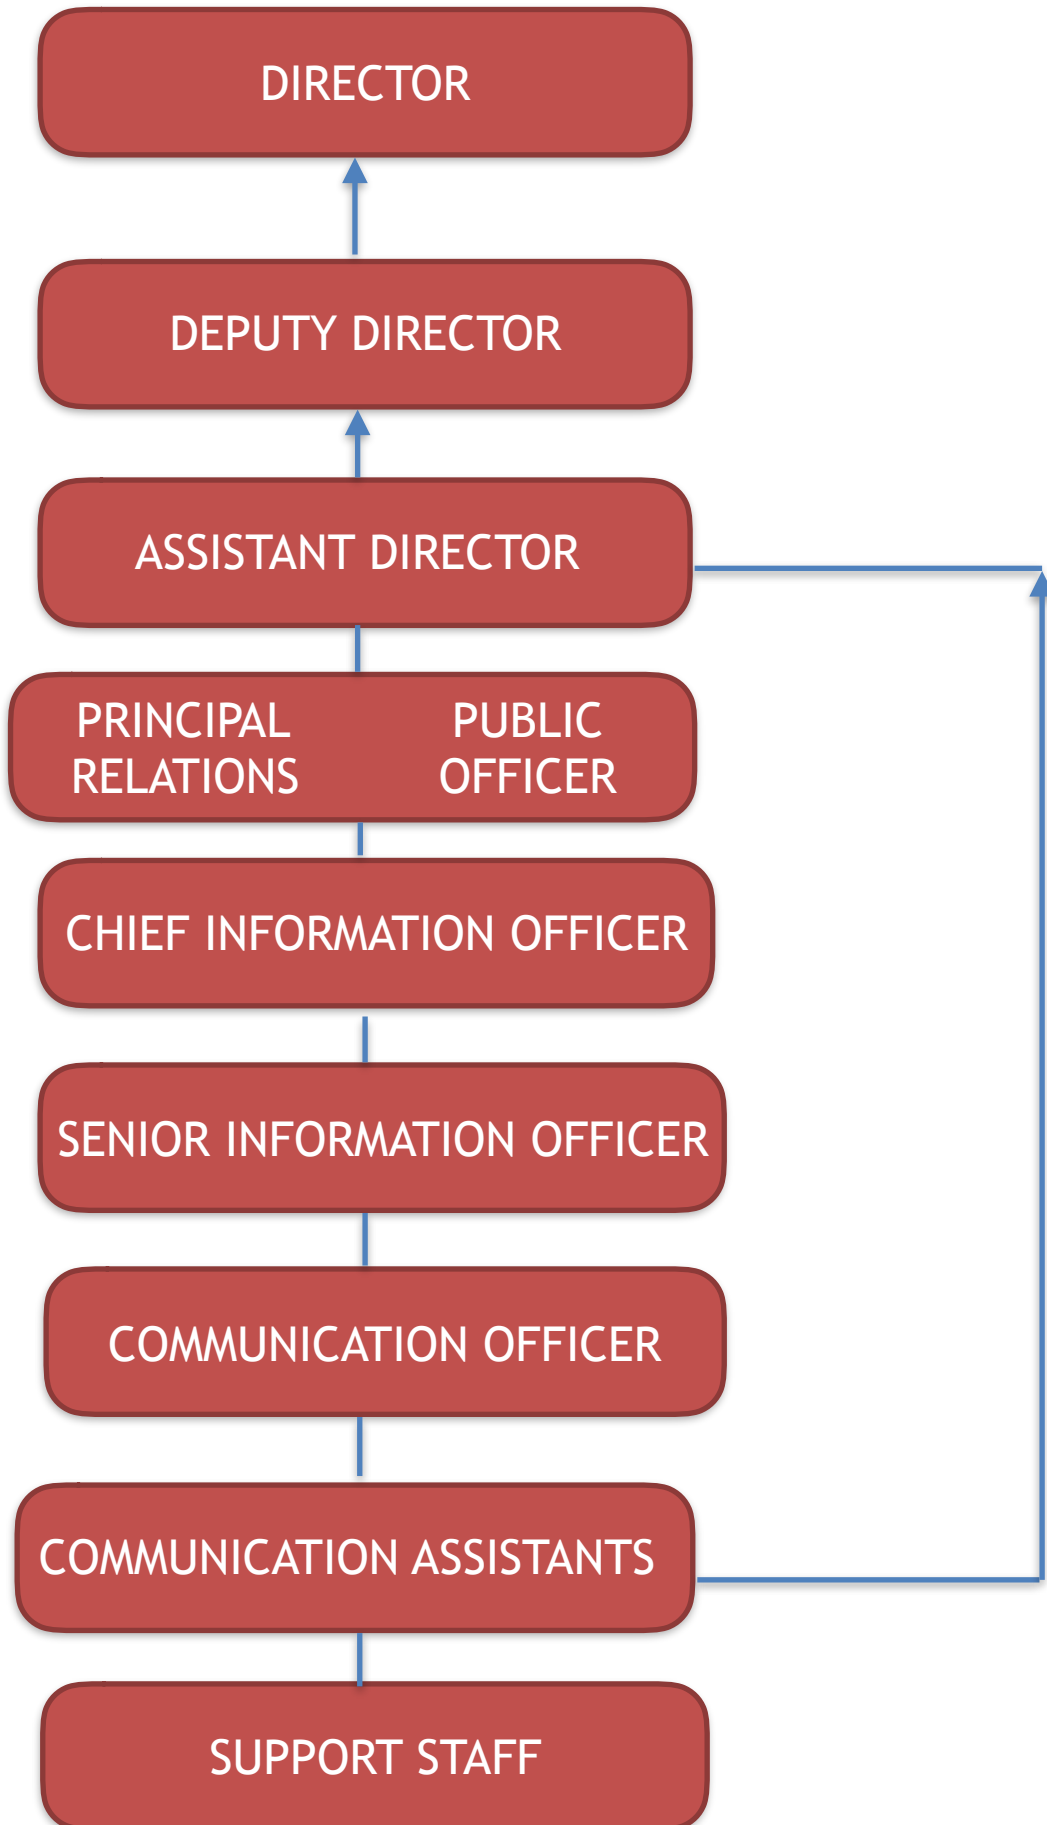 DIRECTOR
DEPUTY DIRECTOR
ASSISTANT DIRECTOR
PRINCIPAL PUBLIC
RELATIONS OFFICER
CHIEF INFORMATION OFFICER
SENIOR INFORMATION OFFICER
COMMUNICATION OFFICER
COMMUNICATION ASSISTANTS
SUPPORT STAFF